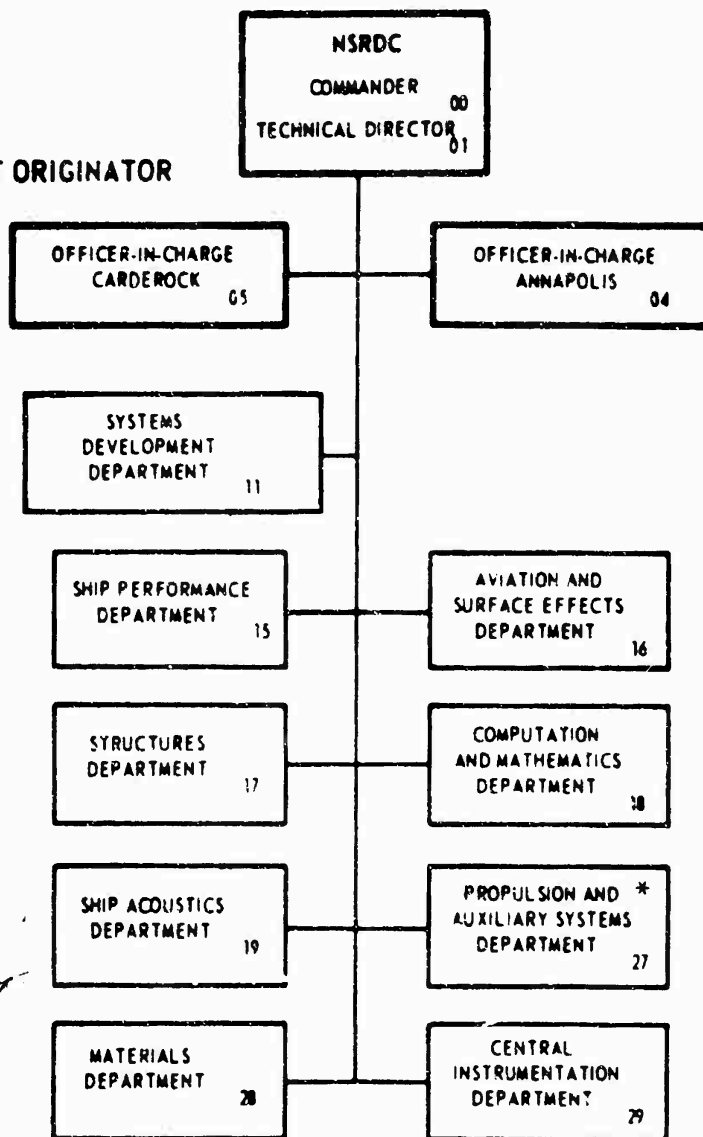 NSRDC
COMMANDER
00
TECHNICAL DIRECTOR
01
ORIGINATOR
OFFICER-IN-CHARGE
CARDEROCK
05
OFFICER-IN-CHARGE
ANNAPOLIS
04
SYSTEMS
DEVELOPMENT
DEPARTMENT
11
SHIP PERFORMANCE
DEPARTMENT
15
AVIATION AND
SURFACE EFFECTS
DEPARTMENT
16
STRUCTURES
DEPARTMENT
17
COMPUTATION
AND MATHEMATICS
DEPARTMENT
18
SHIP ACOUSTICS
DEPARTMENT
19
PROPULSION AND *
AUXILIARY SYSTEMS
DEPARTMENT
27
MATERIALS
DEPARTMENT
28
CENTRAL
INSTRUMENTATION
DEPARTMENT
29